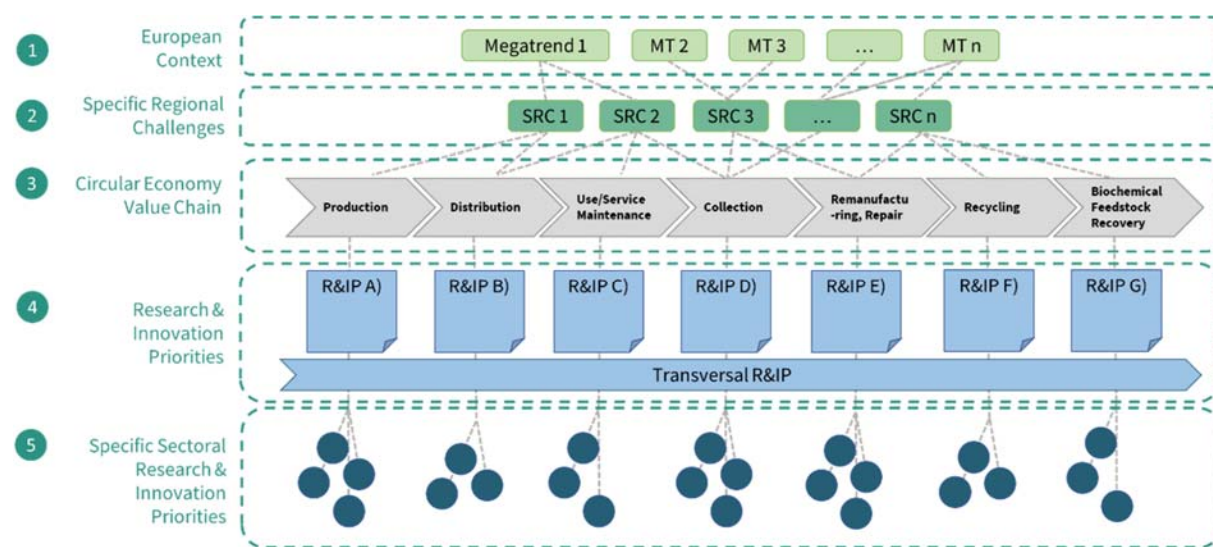 1
European
Context
Megatrend 1
MT 2
MT 3
...
MT n
2
Specific Regional
Challenges
SRC 1
SRC 2
SRC 3
...
SRC n
3
Circular Economy
Value Chain
Production
Distribution
Use/Service
Maintenance
Collection
Remanufactu
-ring, Repair
Recycling
Biochemical
Feedstock
Recovery
4
Research &
Innovation
Priorities
R&IP A)
R&IP B)
R&IP C)
R&IP D)
R&IP E)
R&IP F)
R&IP G)
Transversal R&IP
5
Specific Sectoral
Research &
Innovation
Priorities